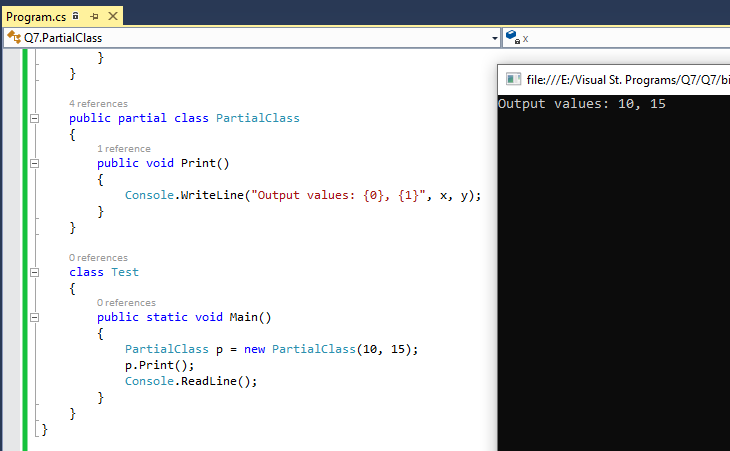 Program.cs
Q7.PartialClass
x
}
}
4 references
public partial class PartialClass
{
1 reference
public void Print()
{
Console.WriteLine("Output values: {0}, {1}", x, y);
}
}
0 references
class Test
{
0 references
public static void Main()
{
PartialClass p = new PartialClass(10, 15);
p.Print();
Console.ReadLine();
}
}
}
file:///E:/Visual St. Programs/Q7/Q7/bi
Output values: 10, 15